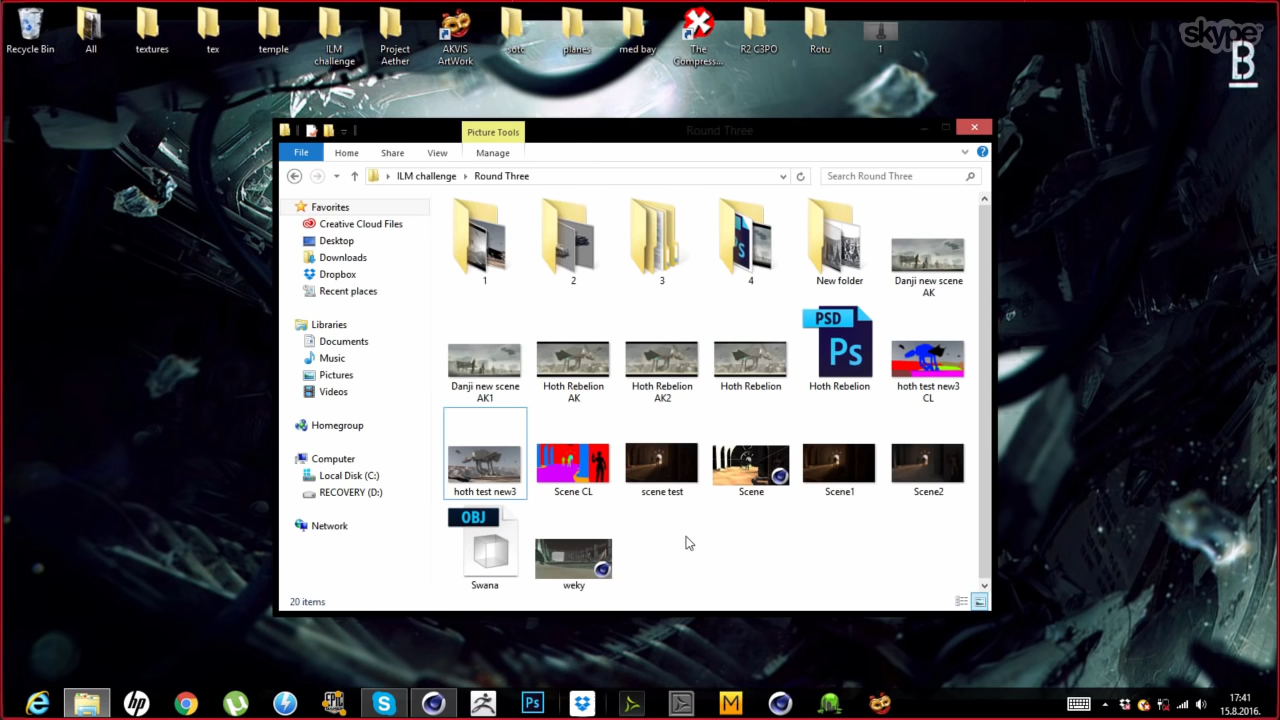 Recycle Bin
All
textures
tex
temple
ILM challenge
Project Aether
AKVIS ArtWork
sotc
planes
med bay
The Compress...
R2 C3PO
Rotu
1
skype
B
Picture Tools
Round Three
File
Home
Share
View
Manage
ILM challenge
Round Three
Search Round Three
Favorites
Creative Cloud Files
Desktop
Downloads
Dropbox
Recent places
Libraries
Documents
Music
Pictures
Videos
Homegroup
Computer
Local Disk (C:)
RECOVERY (D:)
Network
1
2
3
4
New folder
Danji new scene
AK
PSD
Ps
Danji new scene
AK1
Hoth Rebelion
AK
Hoth Rebelion
AK2
Hoth Rebelion
Hoth Rebelion
hoth test new3
CL
hoth test new3
Scene CL
scene test
Scene
Scene1
Scene2
OBJ
Swana
weky
20 items
hp
EPIC
Ps
M
17:41
15.8.2016.